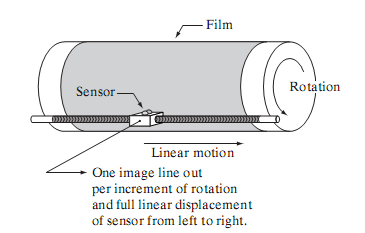 Film
Sensor
Rotation
Linear motion
One image line out
per increment of rotation
and full linear displacement
of sensor from left to right.